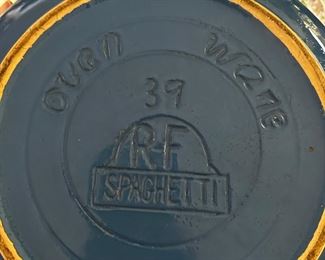 oven ware
39
RF
SPAGHETTI